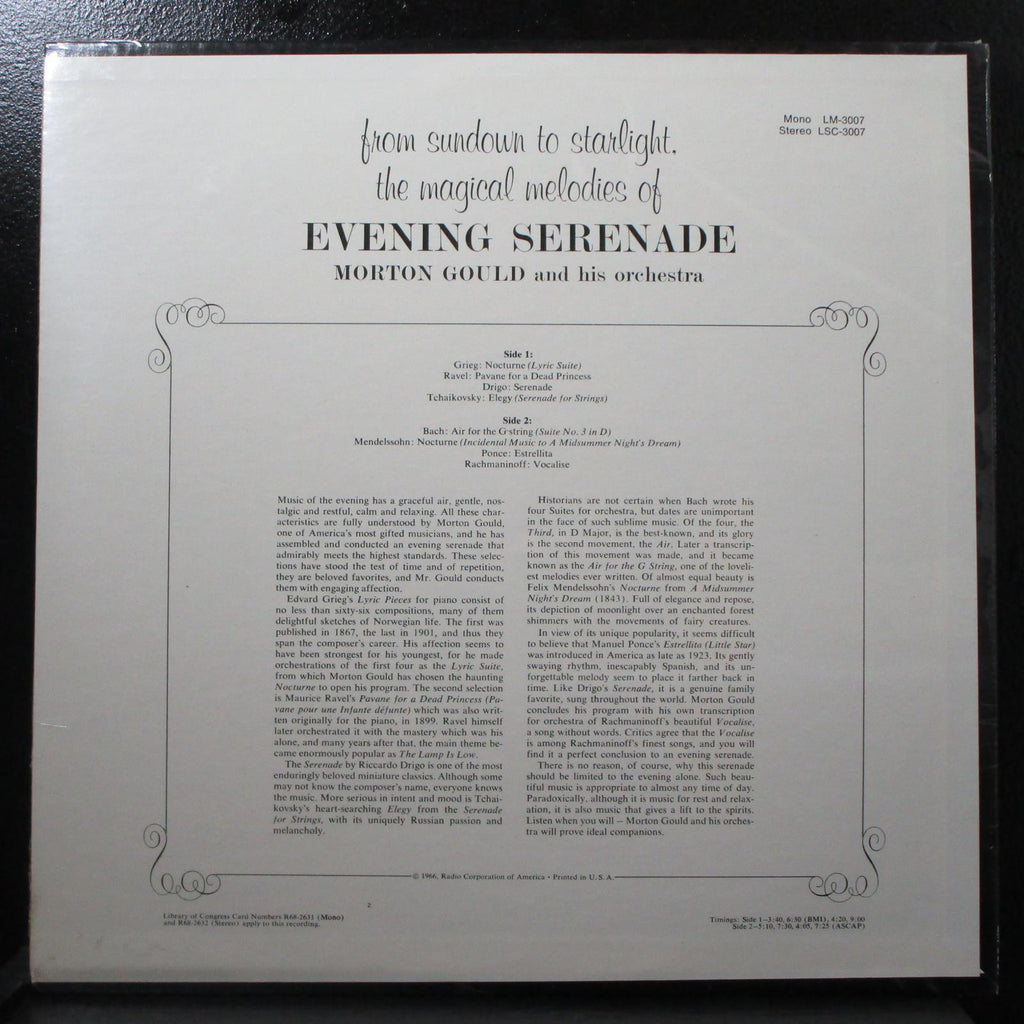 Mono LM-3007
Stereo LSC-3007
from sundown to starlight,
the magical melodies of
EVENING SERENADE
MORTON GOULD and his orchestra
Side 1:
Grieg: Nocturne (Lyric Suite)
Ravel: Pavane for a Dead Princess
Drigo: Serenade
Tchaikovsky: Elegy (Serenade for Strings)
Side 2:
Bach: Air for the G-string (Suite No. 3 in D)
Mendelssohn: Nocturne (Incidental Music to A Midsummer Night's Dream)
Ponce: Estrellita
Rachmaninoff: Vocalise
Music of the evening has a graceful air, gentle, nos-
talgic and restful, calm and relaxing. All these char-
acteristics are fully understood by Morton Gould,
one of America's most gifted musicians, and he has
assembled and conducted an evening serenade that
admirably meets the highest standards. These selec-
tions have stood the test of time and of repetition,
they are beloved favorites, and Mr. Gould conducts
them with engaging affection.
Edvard Grieg's Lyric Pieces for piano consist of
no less than sixty-six compositions, many of them
delightful sketches of Norwegian life. The first was
published in 1867, the last in 1901, and thus they
span the composer's career. His affection seems to
have been strongest for his youngest, for he made
orchestrations of the first four as the Lyric Suite,
from which Morton Gould has chosen the haunting
Nocturne to open his program. The second selection
is Maurice Ravel's Pavane for a Dead Princess (Pa-
vane pour une Infante défunte) which was also writ-
ten originally for the piano, in 1899. Ravel himself
later orchestrated it with the mastery which was his
alone, and many years after that, the main theme be-
came enormously popular as The Lamp Is Low.
The Serenade by Riccardo Drigo is one of the most
enduringly beloved miniature classics. Although some
may not know the composer's name, everyone knows
the music. More serious in intent and mood is Tchai-
kovsky's heart-searching Elegy from the Serenade
for Strings, with its uniquely Russian passion and
melancholy.
Historians are not certain when Bach wrote his
four Suites for orchestra, but dates are unimportant
in the face of such sublime music. Of the four, the
Third, in D Major, is the best-known, and its glory
is the second movement, the Air. Later a transcrip-
tion of this movement was made, and it became
known as the Air for the G String, one of the loveli-
est melodies ever written. Of almost equal beauty is
Felix Mendelssohn's Nocturne from A Midsummer
Night's Dream (1843). Full of elegance and repose,
its depiction of moonlight over an enchanted forest
shimmers with the movements of fairy creatures.
In view of its unique popularity, it seems difficult
to believe that Manuel Ponce's Estrellita (Little Star)
was introduced in America as late as 1923. Its gently
swaying rhythm, inescapably Spanish, and its un-
forgettable melody seem to place it farther back in
time. Like Drigo's Serenade, it is a genuine family
favorite, sung throughout the world. Morton Gould
concludes his program with his own transcription
for orchestra of Rachmaninoff's beautiful Vocalise,
a song without words. Critics agree that the Vocalise
is among Rachmaninoff's finest songs, and you will
find it a perfect conclusion to an evening serenade.
There is no reason, of course, why this serenade
should be limited to the evening alone. Such beau-
tiful music is appropriate to almost any time of day.
Paradoxically, although it is music for rest and relax-
ation, it is also music that gives a lift to the spirits.
Listen when you will – Morton Gould and his orches-
tra will prove ideal companions.
© 1966, Radio Corporation of America • Printed in U. S. A.
2
Library of Congress Card Numbers R68-2631 (Mono)
and R68-2632 (Stereo) apply to this recording.
Timings: Side 1–3:40, 6:30 (BMI), 4:20, 9:00
Side 2–5:10, 7:30, 4:05, 7:25 (ASCAP)